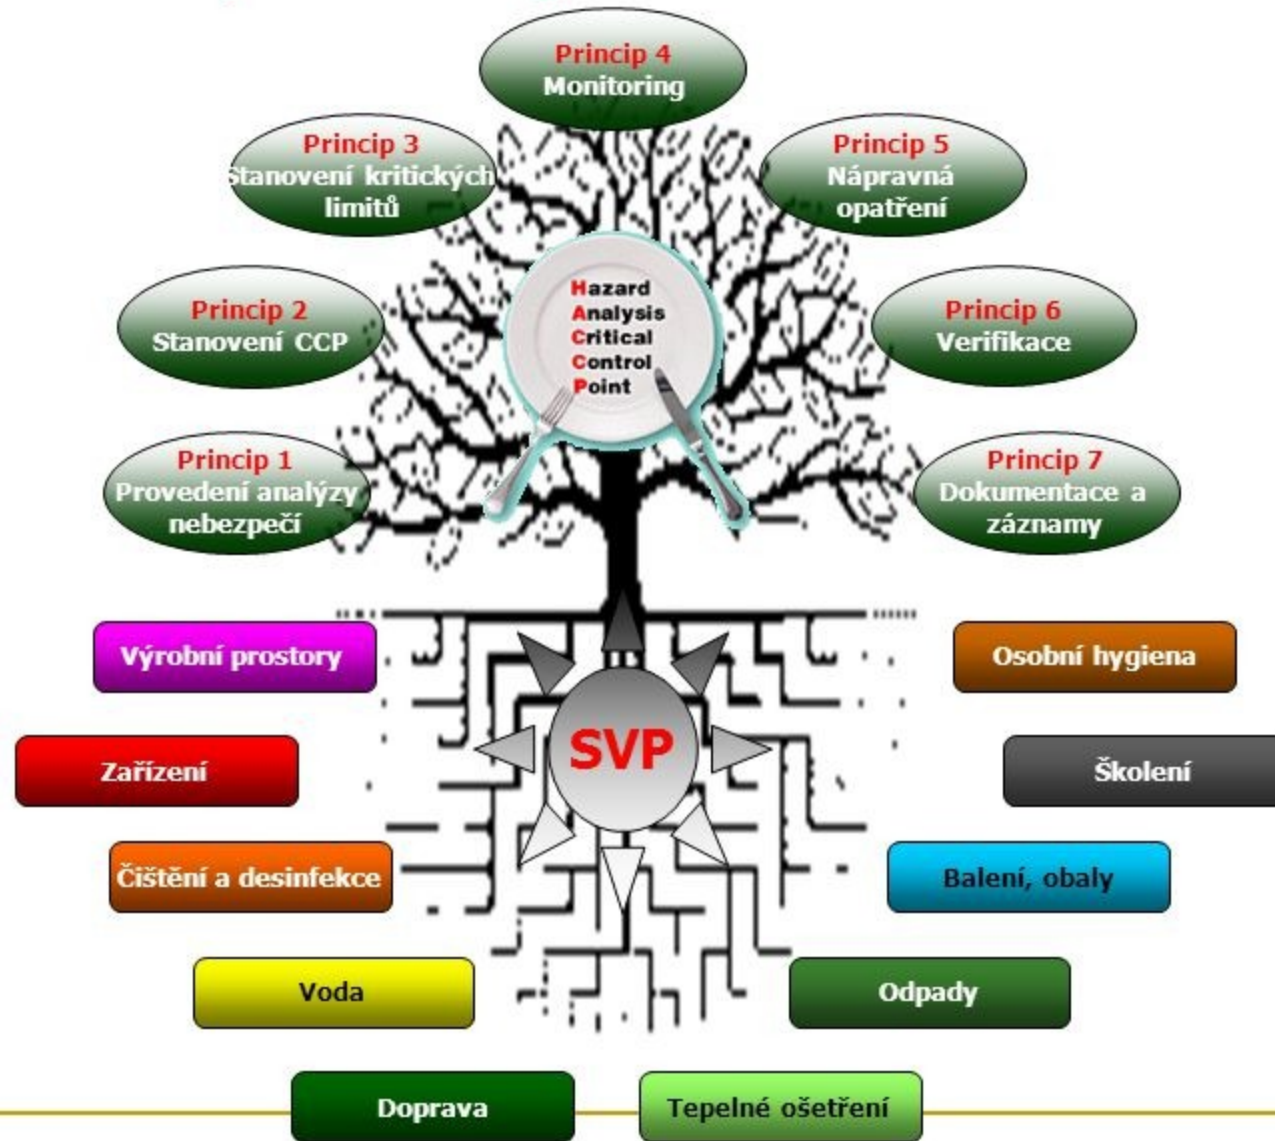 Princip 4
Monitoring
Princip 3
Stanovení kritických
limitů
Princip 5
Nápravná
opatření
Princip 2
Stanovení CCP
Hazard
Analysis
Critical
Control
Point
Princip 6
Verifikace
Princip 1
Provedení analýzy
nebezpečí
Princip 7
Dokumentace a
záznamy
Výrobní prostory
Osobní hygiena
Zařízení
SVP
Školení
Čištění a desinfekce
Balení, obaly
Voda
Odpady
Doprava
Tepelné ošetření